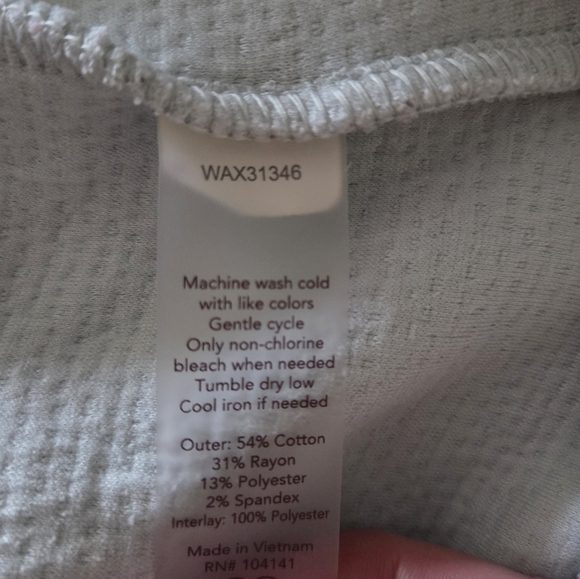 WAX31346
Machine wash cold
with like colors
Gentle cycle
Only non-chlorine
bleach when needed
Tumble dry low
Cool iron if needed
Outer: 54% Cotton
31% Rayon
13% Polyester
2% Spandex
Interlay: 100% Polyester
Made in Vietnam
RN# 104141